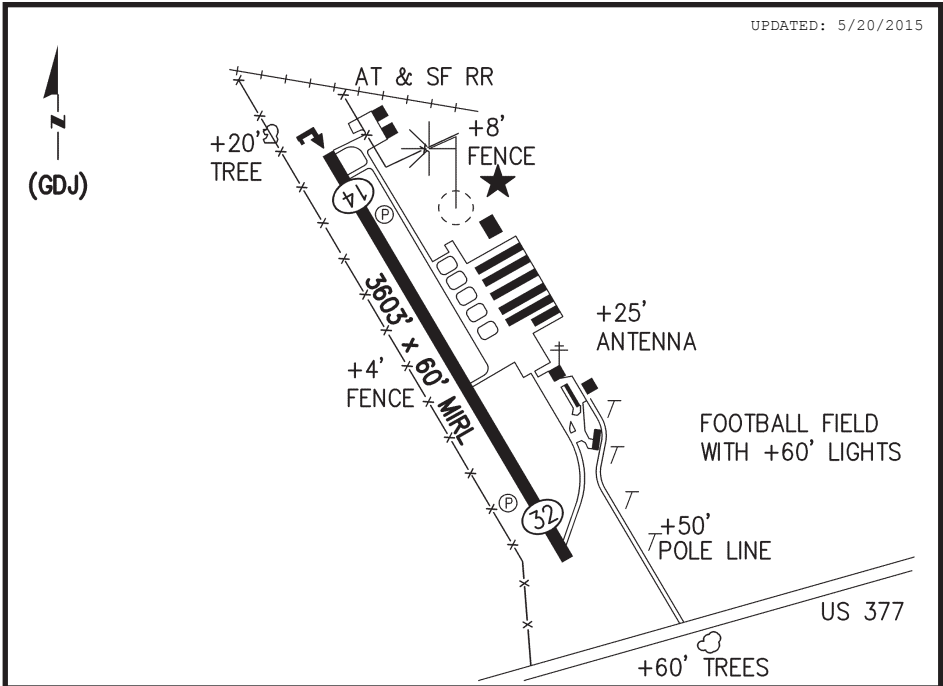 UPDATED: 5/20/2015
AT & SF RR
N
(GDJ)
+20'
TREE
+8'
FENCE
14
P
3603' x 60' MIRL
+25'
ANTENNA
+4'
FENCE
FOOTBALL FIELD
WITH +60' LIGHTS
P
32
+50'
POLE LINE
US 377
+60' TREES